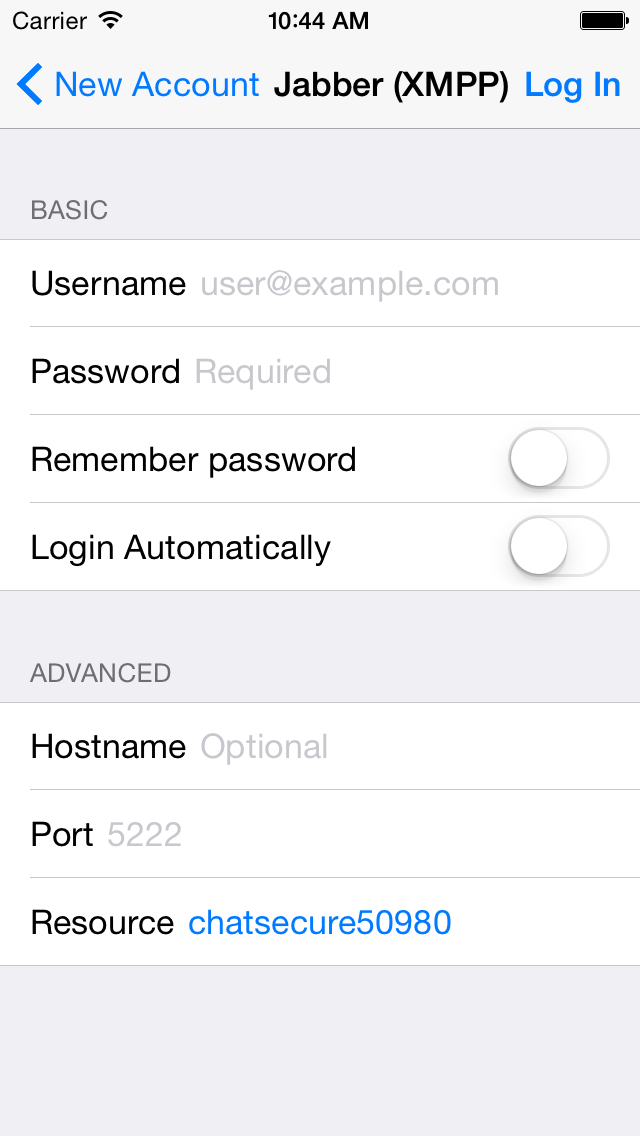 Carrier 10:44 AM
New Account Jabber (XMPP) Log In
BASIC
Username user@example.com
Password Required
Remember password
Login Automatically
ADVANCED
Hostname Optional
Port 5222
Resource chatsecure50980